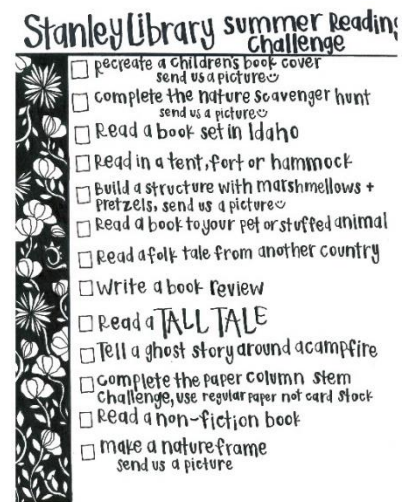 Stanley Library summer Reading
Challenge
Recreate a children's book cover
send us a picture
complete the nature scavenger hunt
send us a picture
Read a book set in Idaho
Read in a tent, fort or hammock
Build a structure with marshmellows +
Pretzels, send us a picture
Read a book to your pet or stuffed animal
Read a folk tale from another country
Write a book review
Read a TALL TALE
Tell a ghost story around a campfire
complete the paper column stem
challenge, use regular paper not card stock
Read a non-fiction book
make a nature frame
send us a picture